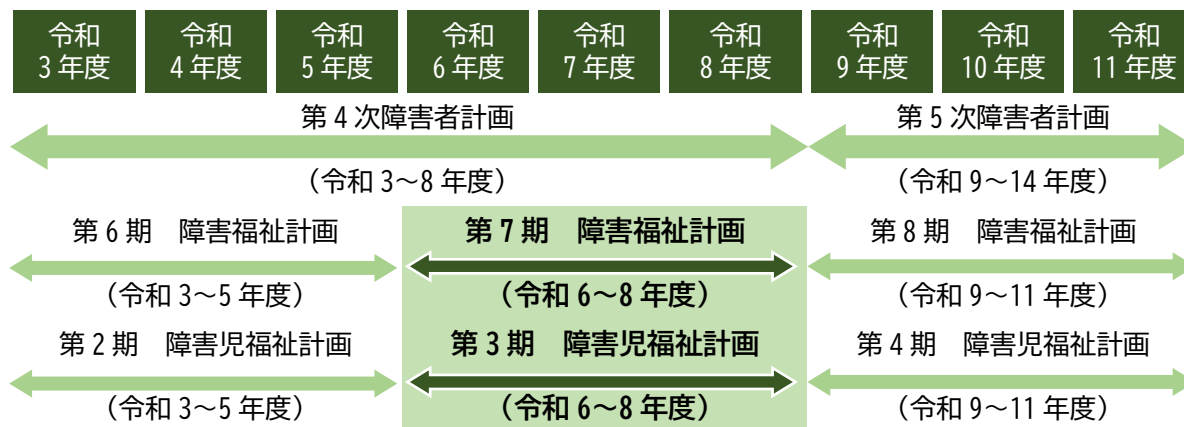 令和 令和 令和 令和 令和 令和 令和 令和 令和
3年度 4年度 5年度 6年度 7年度 8年度 9年度 10年度 11年度
第4次障害者計画 第5次障害者計画
（令和3～8年度） （令和9～14年度）
第6期　障害福祉計画 第7期　障害福祉計画 第8期　障害福祉計画
（令和3～5年度） （令和6～8年度） （令和9～11年度）
第2期　障害児福祉計画 第3期　障害児福祉計画 第4期　障害児福祉計画
（令和3～5年度） （令和6～8年度） （令和9～11年度）